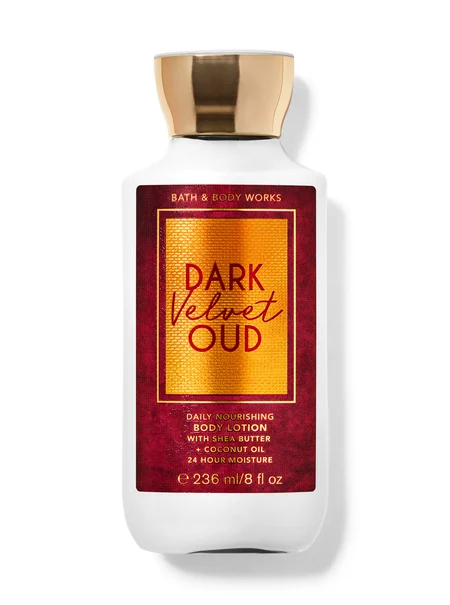 BATH & BODY WORKS
DARK
Velvet
OUD
DAILY NOURISHING
BODY LOTION
WITH SHEA BUTTER
+ COCONUT OIL
24 HOUR MOISTURE
℮ 236 ml/8 fl oz